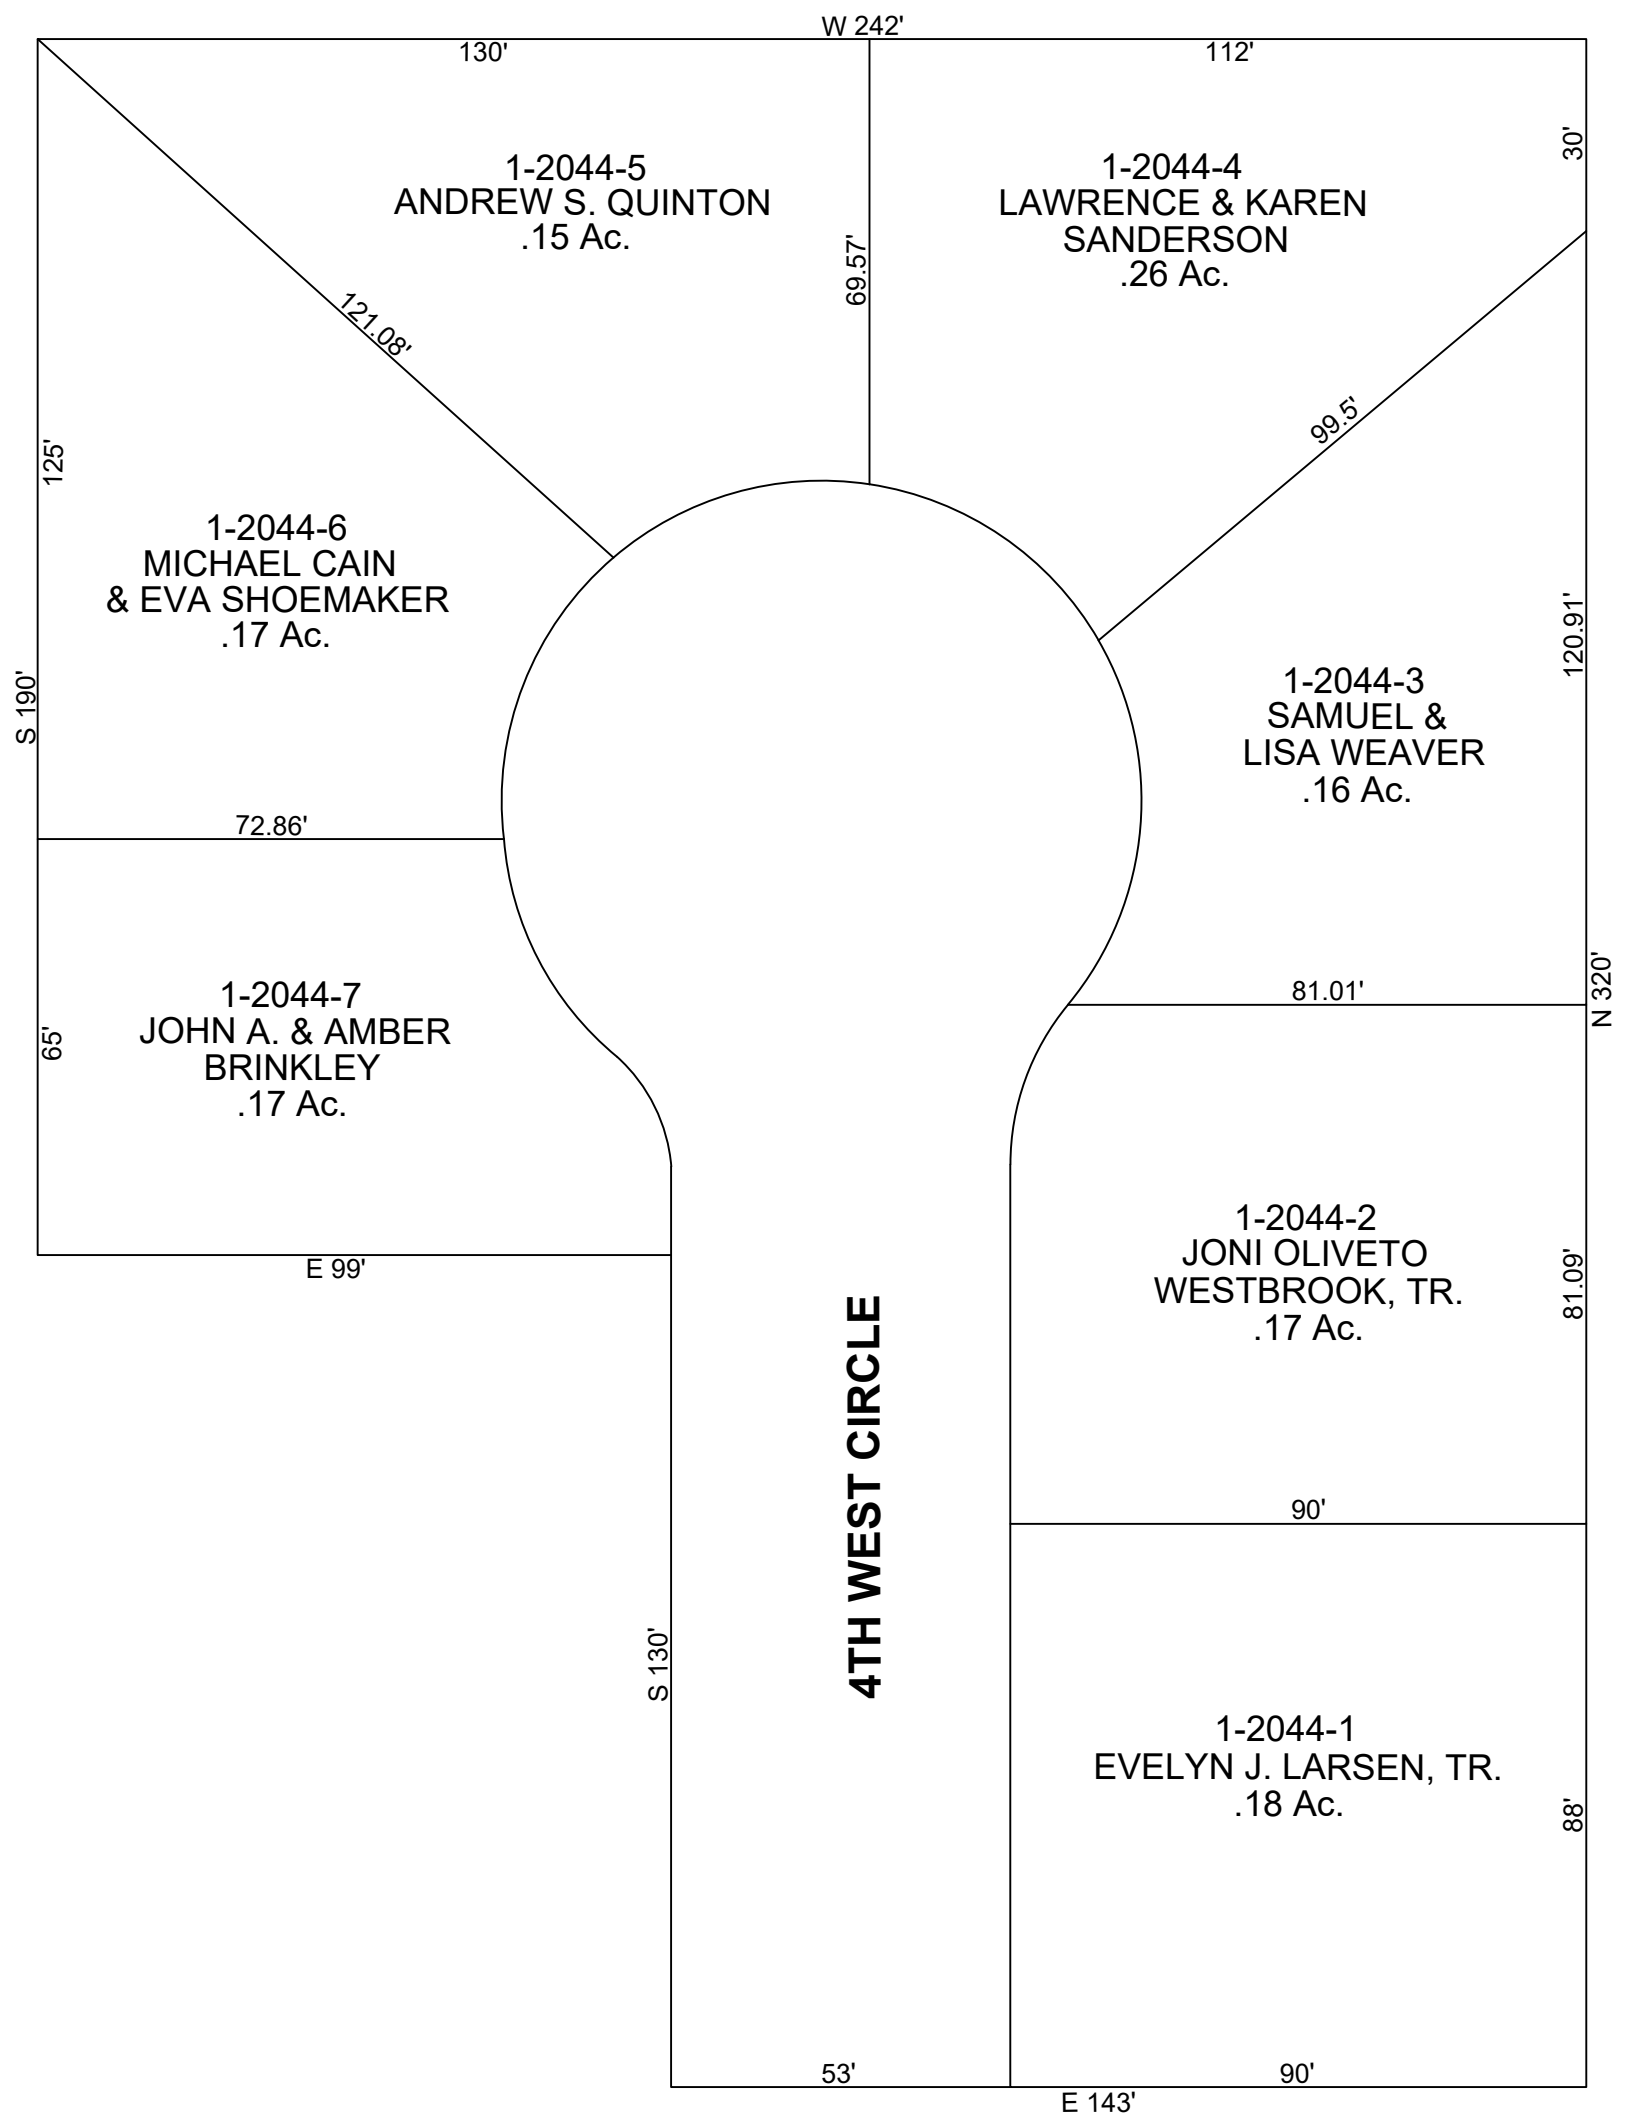 W 242'
130'
112'
30'
1-2044-5
ANDREW S. QUINTON
.15 Ac.
1-2044-4
LAWRENCE & KAREN
SANDERSON
.26 Ac.
69.57'
121.08'
99.5'
125'
1-2044-6
MICHAEL CAIN
& EVA SHOEMAKER
.17 Ac.
S 190'
120.91'
1-2044-3
SAMUEL &
LISA WEAVER
.16 Ac.
72.86'
81.01'
N 320'
1-2044-7
JOHN A. & AMBER
BRINKLEY
.17 Ac.
65'
E 99'
1-2044-2
JONI OLIVETO
WESTBROOK, TR.
.17 Ac.
81.09'
4TH WEST CIRCLE
90'
S 130'
1-2044-1
EVELYN J. LARSEN, TR.
.18 Ac.
88'
53'
90'
E 143'